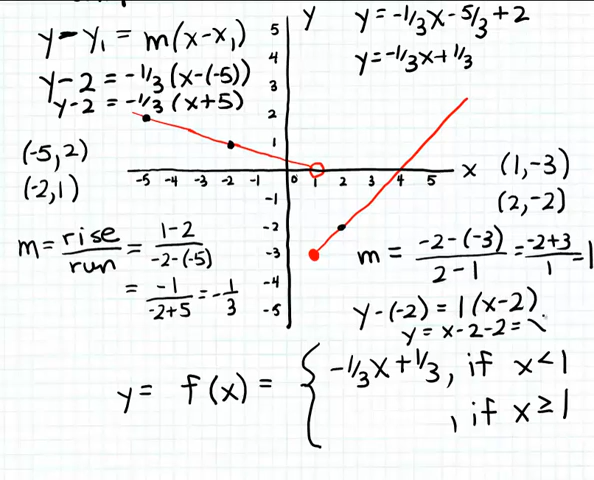 y-y₁ = m(x-x₁)
y-2 = -1/3(x-(-5))
y-2 = -1/3(x+5)
(-5,2)
(-2,1)
m = rise/run = (1-2)/(-2-(-5))
= -1/(-2+5) = -1/3
y
5
4
3
2
1
-5 -4 -3 -2 -1 0 1 2 3 4 5 x
-1
-2
-3
-4
-5
y=-1/3x-5/3+2
y=-1/3x+1/3
(1,-3)
(2,-2)
m = (-2-(-3))/(2-1) = (-2+3)/1 = 1
y-(-2) = 1(x-2)
y = x-2-2 =
y = f(x) = { -1/3x+1/3, if x<1
, if x≥1